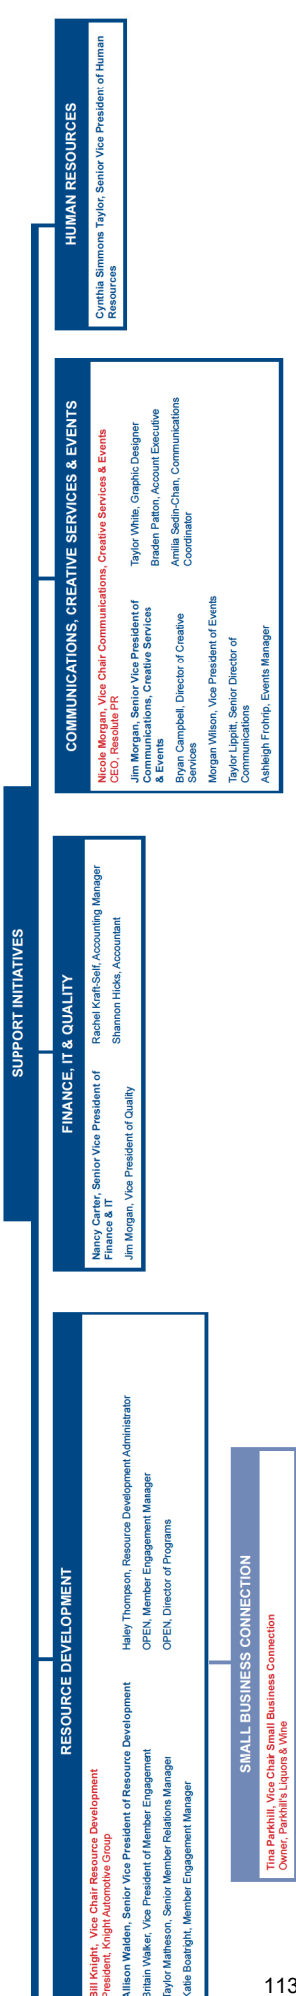 SUPPORT INITIATIVES
RESOURCE DEVELOPMENT
Bill Knight, Vice Chair Resource Development
President, Knight Automotive Group
Allison Walden, Senior Vice President of Resource Development
Britain Walker, Vice President of Member Engagement
Taylor Matheson, Senior Member Relations Manager
Katie Boatright, Member Engagement Manager
Haley Thompson, Resource Development Administrator
OPEN, Member Engagement Manager
OPEN, Director of Programs
SMALL BUSINESS CONNECTION
Tina Parkhill, Vice Chair Small Business Connection
Owner, Parkhill's Liquors & Wine
FINANCE, IT & QUALITY
Nancy Carter, Senior Vice President of
Finance & IT
Jim Morgan, Vice President of Quality
Rachel Kraft-Self, Accounting Manager
Shannon Hicks, Accountant
COMMUNICATIONS, CREATIVE SERVICES & EVENTS
Nicole Morgan, Vice Chair Communications, Creative Services & Events
CEO, Resolute PR
Jim Morgan, Senior Vice President of
Communications, Creative Services
& Events
Bryan Campbell, Director of Creative
Services
Morgan Wilson, Vice President of Events
Taylor Lippitt, Senior Director of
Communications
Ashleigh Frohrip, Events Manager
Taylor White, Graphic Designer
Braden Patton, Account Executive
Amilia Sedin-Chan, Communications
Coordinator
HUMAN RESOURCES
Cynthia Simmons Taylor, Senior Vice President of Human
Resources
113